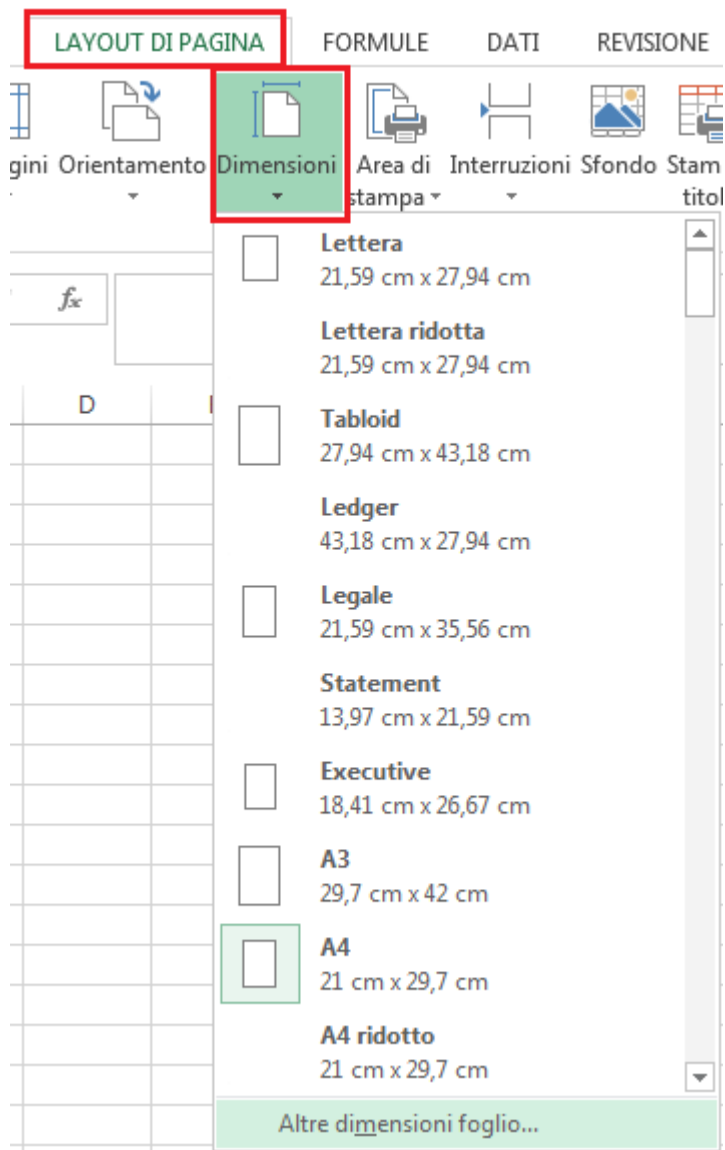 LAYOUT DI PAGINA FORMULE DATI REVISIONE
gini Orientamento Dimensioni Area di stampa Interruzioni Sfondo Stam titol
fx
D
Lettera
21,59 cm x 27,94 cm
Lettera ridotta
21,59 cm x 27,94 cm
Tabloid
27,94 cm x 43,18 cm
Ledger
43,18 cm x 27,94 cm
Legale
21,59 cm x 35,56 cm
Statement
13,97 cm x 21,59 cm
Executive
18,41 cm x 26,67 cm
A3
29,7 cm x 42 cm
A4
21 cm x 29,7 cm
A4 ridotto
21 cm x 29,7 cm
Altre dimensioni foglio...